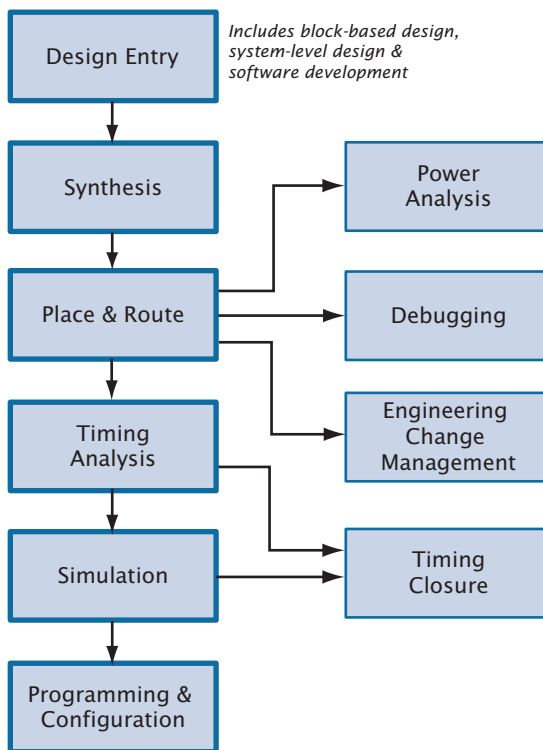 Design Entry
Includes block-based design,
system-level design &
software development
Synthesis
Power
Analysis
Place & Route
Debugging
Timing
Analysis
Engineering
Change
Management
Simulation
Timing
Closure
Programming &
Configuration